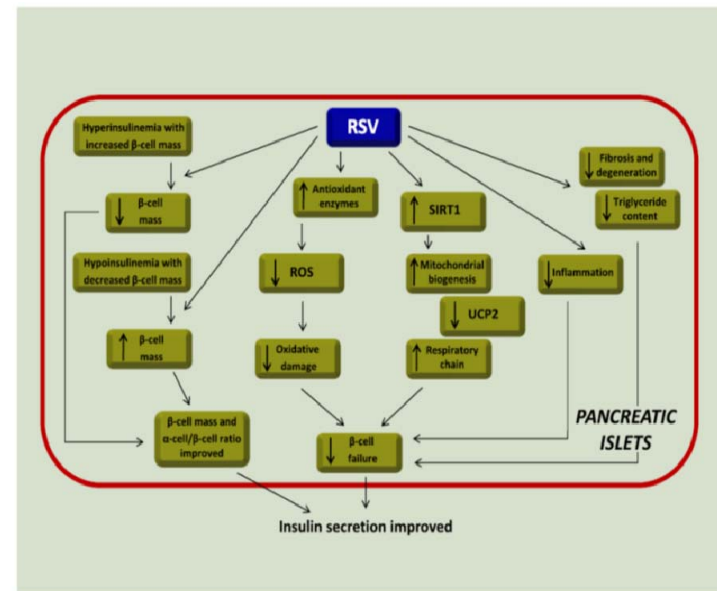 RSV
Hyperinsulinemia with
increased β-cell mass
↓ β-cell
mass
Hypoinsulinemia with
decreased β-cell mass
↑ β-cell
mass
β-cell mass and
α-cell/β-cell ratio
improved
↑ Antioxidant
enzymes
↓ ROS
↓ Oxidative
damage
↑ SIRT1
↑ Mitochondrial
biogenesis
↓ UCP2
↑ Respiratory
chain
↓ β-cell
failure
↓ Fibrosis and
degeneration
↓ Triglyceride
content
↓ Inflammation
PANCREATIC
ISLETS
Insulin secretion improved